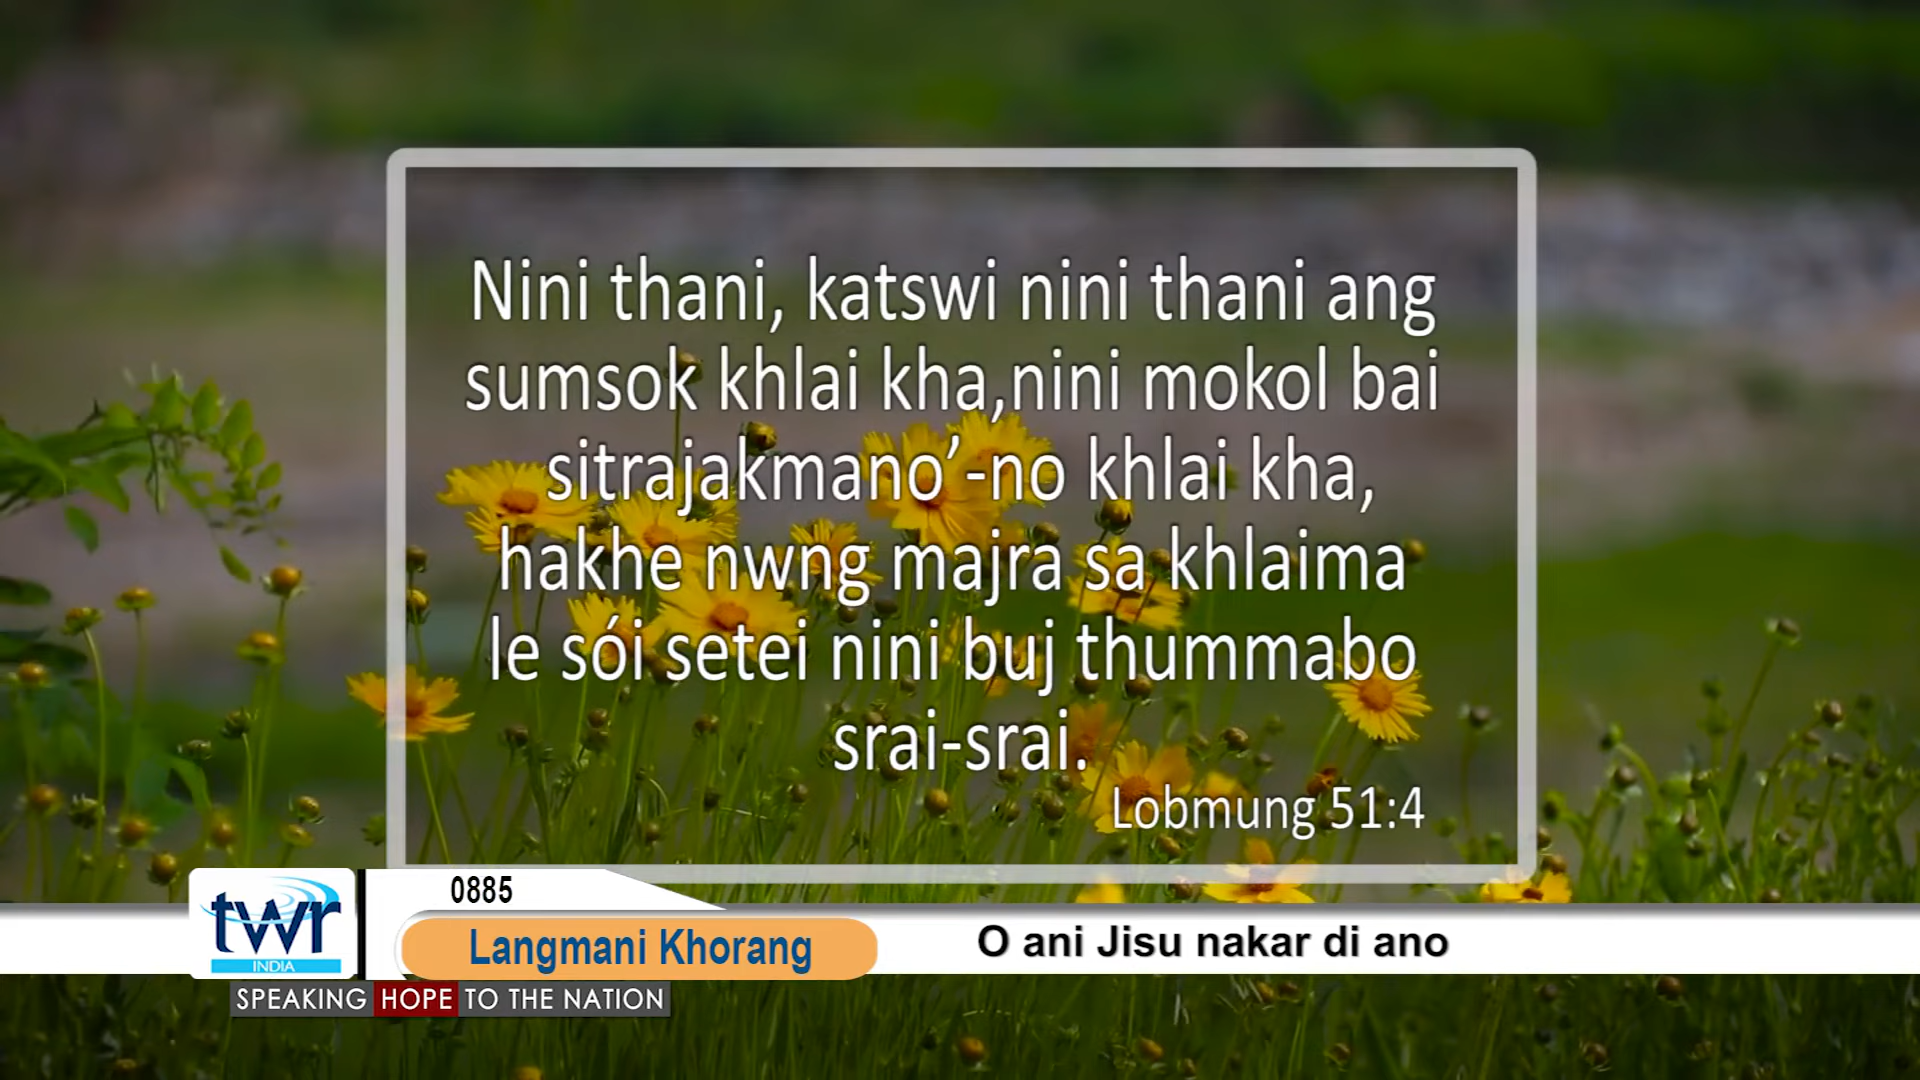 Nini thani, katswi nini thani ang
sumsok khlai kha,nini mokol bai
sitrajakmano’-no khlai kha,
hakhe nwng majra sa khlaima
le sói setei nini buj thummabo
srai-srai.
Lobmung 51:4
0885
twr
INDIA
Langmani Khorang
O ani Jisu nakar di ano
SPEAKING HOPE TO THE NATION